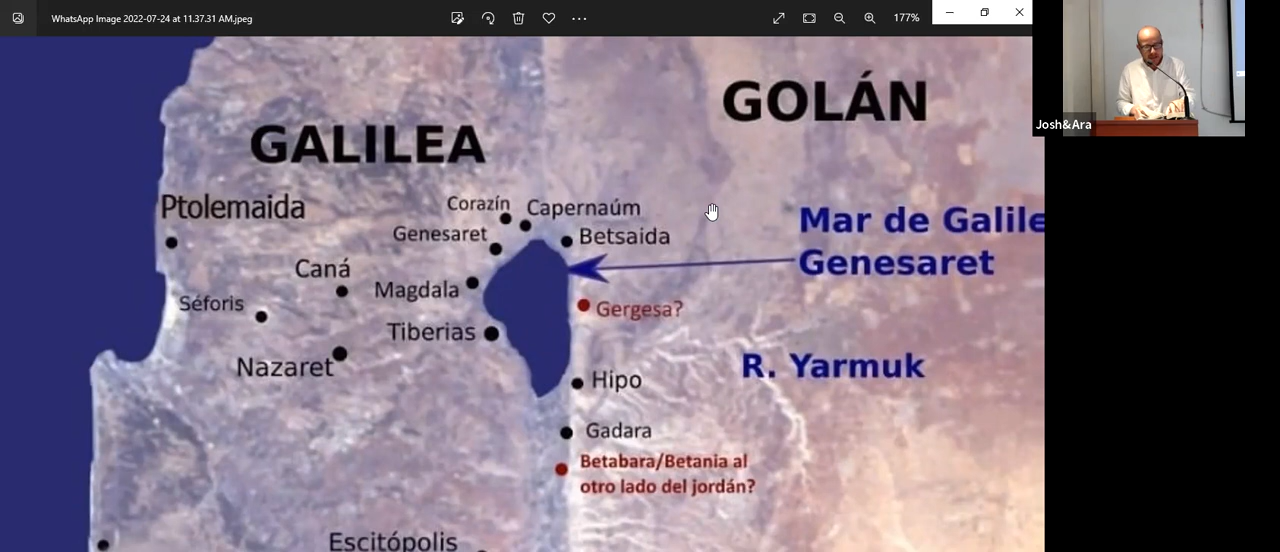 WhatsApp Image 2022-07-24 at 11.37.31 AM.jpeg
177%
Josh&Ara
GOLÁN
GALILEA
Ptolemaida
Corazín
Capernaúm
Genesaret
Betsaida
Mar de Galile
Genesaret
Caná
Magdala
Séforis
Gergesa?
Tiberias
Nazaret
R. Yarmuk
Hipo
Gadara
Betabara/Betania al
otro lado del jordán?
Escitópolis